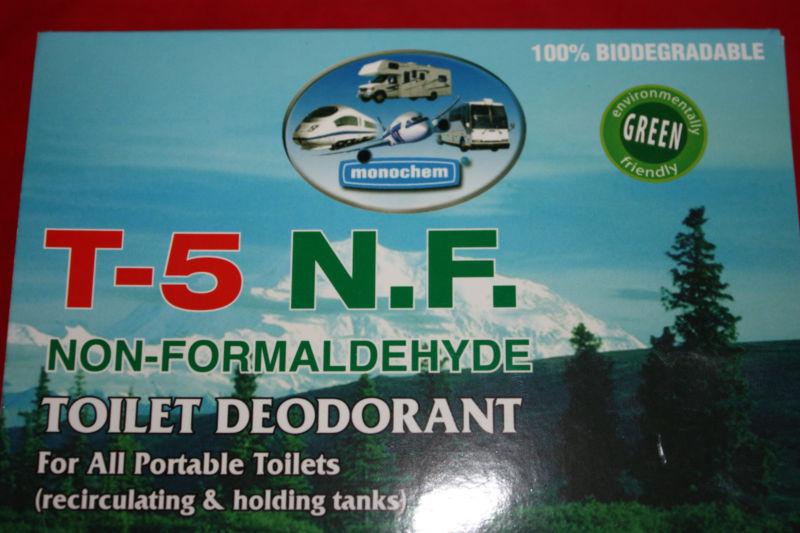 100% BIODEGRADABLE
environmentally
GREEN
friendly
monochem
T-5 N.F.
NON-FORMALDEHYDE
TOILET DEODORANT
For All Portable Toilets
(recirculating & holding tanks)